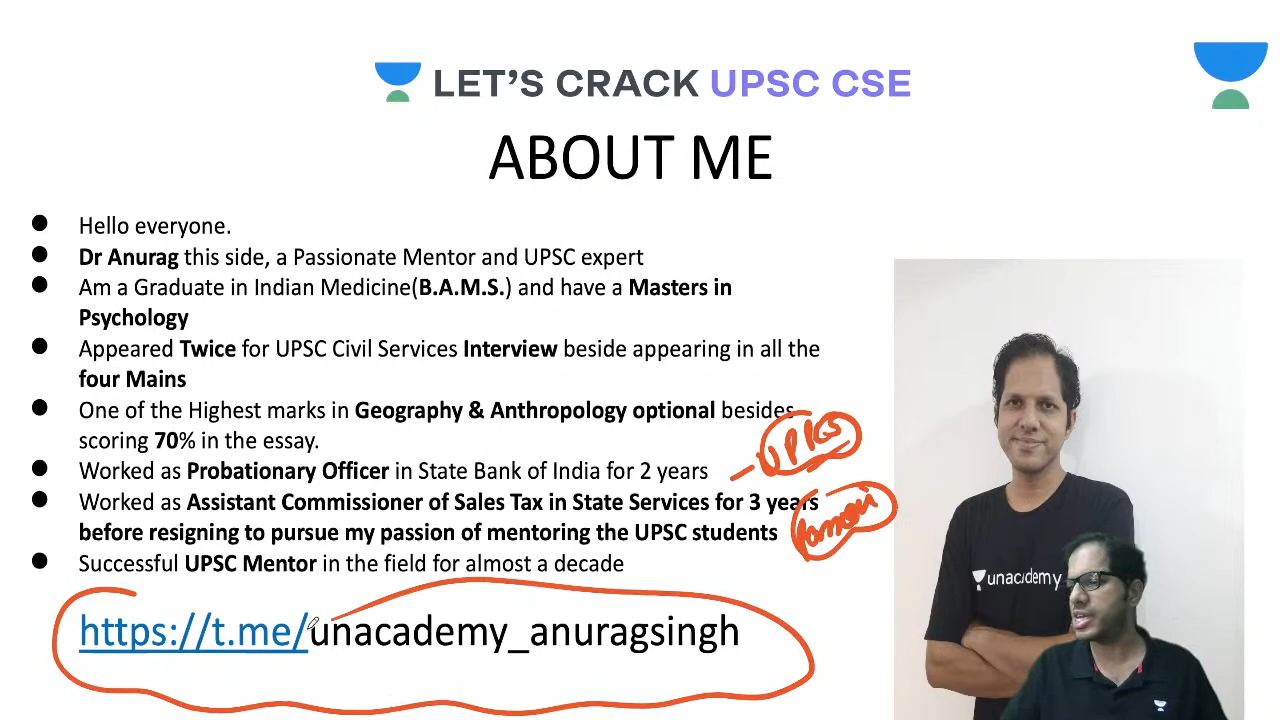 LET'S CRACK UPSC CSE
ABOUT ME
Hello everyone.
Dr Anurag this side, a Passionate Mentor and UPSC expert
Am a Graduate in Indian Medicine(B.A.M.S.) and have a Masters in
Psychology
Appeared Twice for UPSC Civil Services Interview beside appearing in all the
four Mains
One of the Highest marks in Geography & Anthropology optional besides
scoring 70% in the essay.
Worked as Probationary Officer in State Bank of India for 2 years
Worked as Assistant Commissioner of Sales Tax in State Services for 3 years
before resigning to pursue my passion of mentoring the UPSC students
Successful UPSC Mentor in the field for almost a decade
https://t.me/unacademy_anuragsingh
unacademy